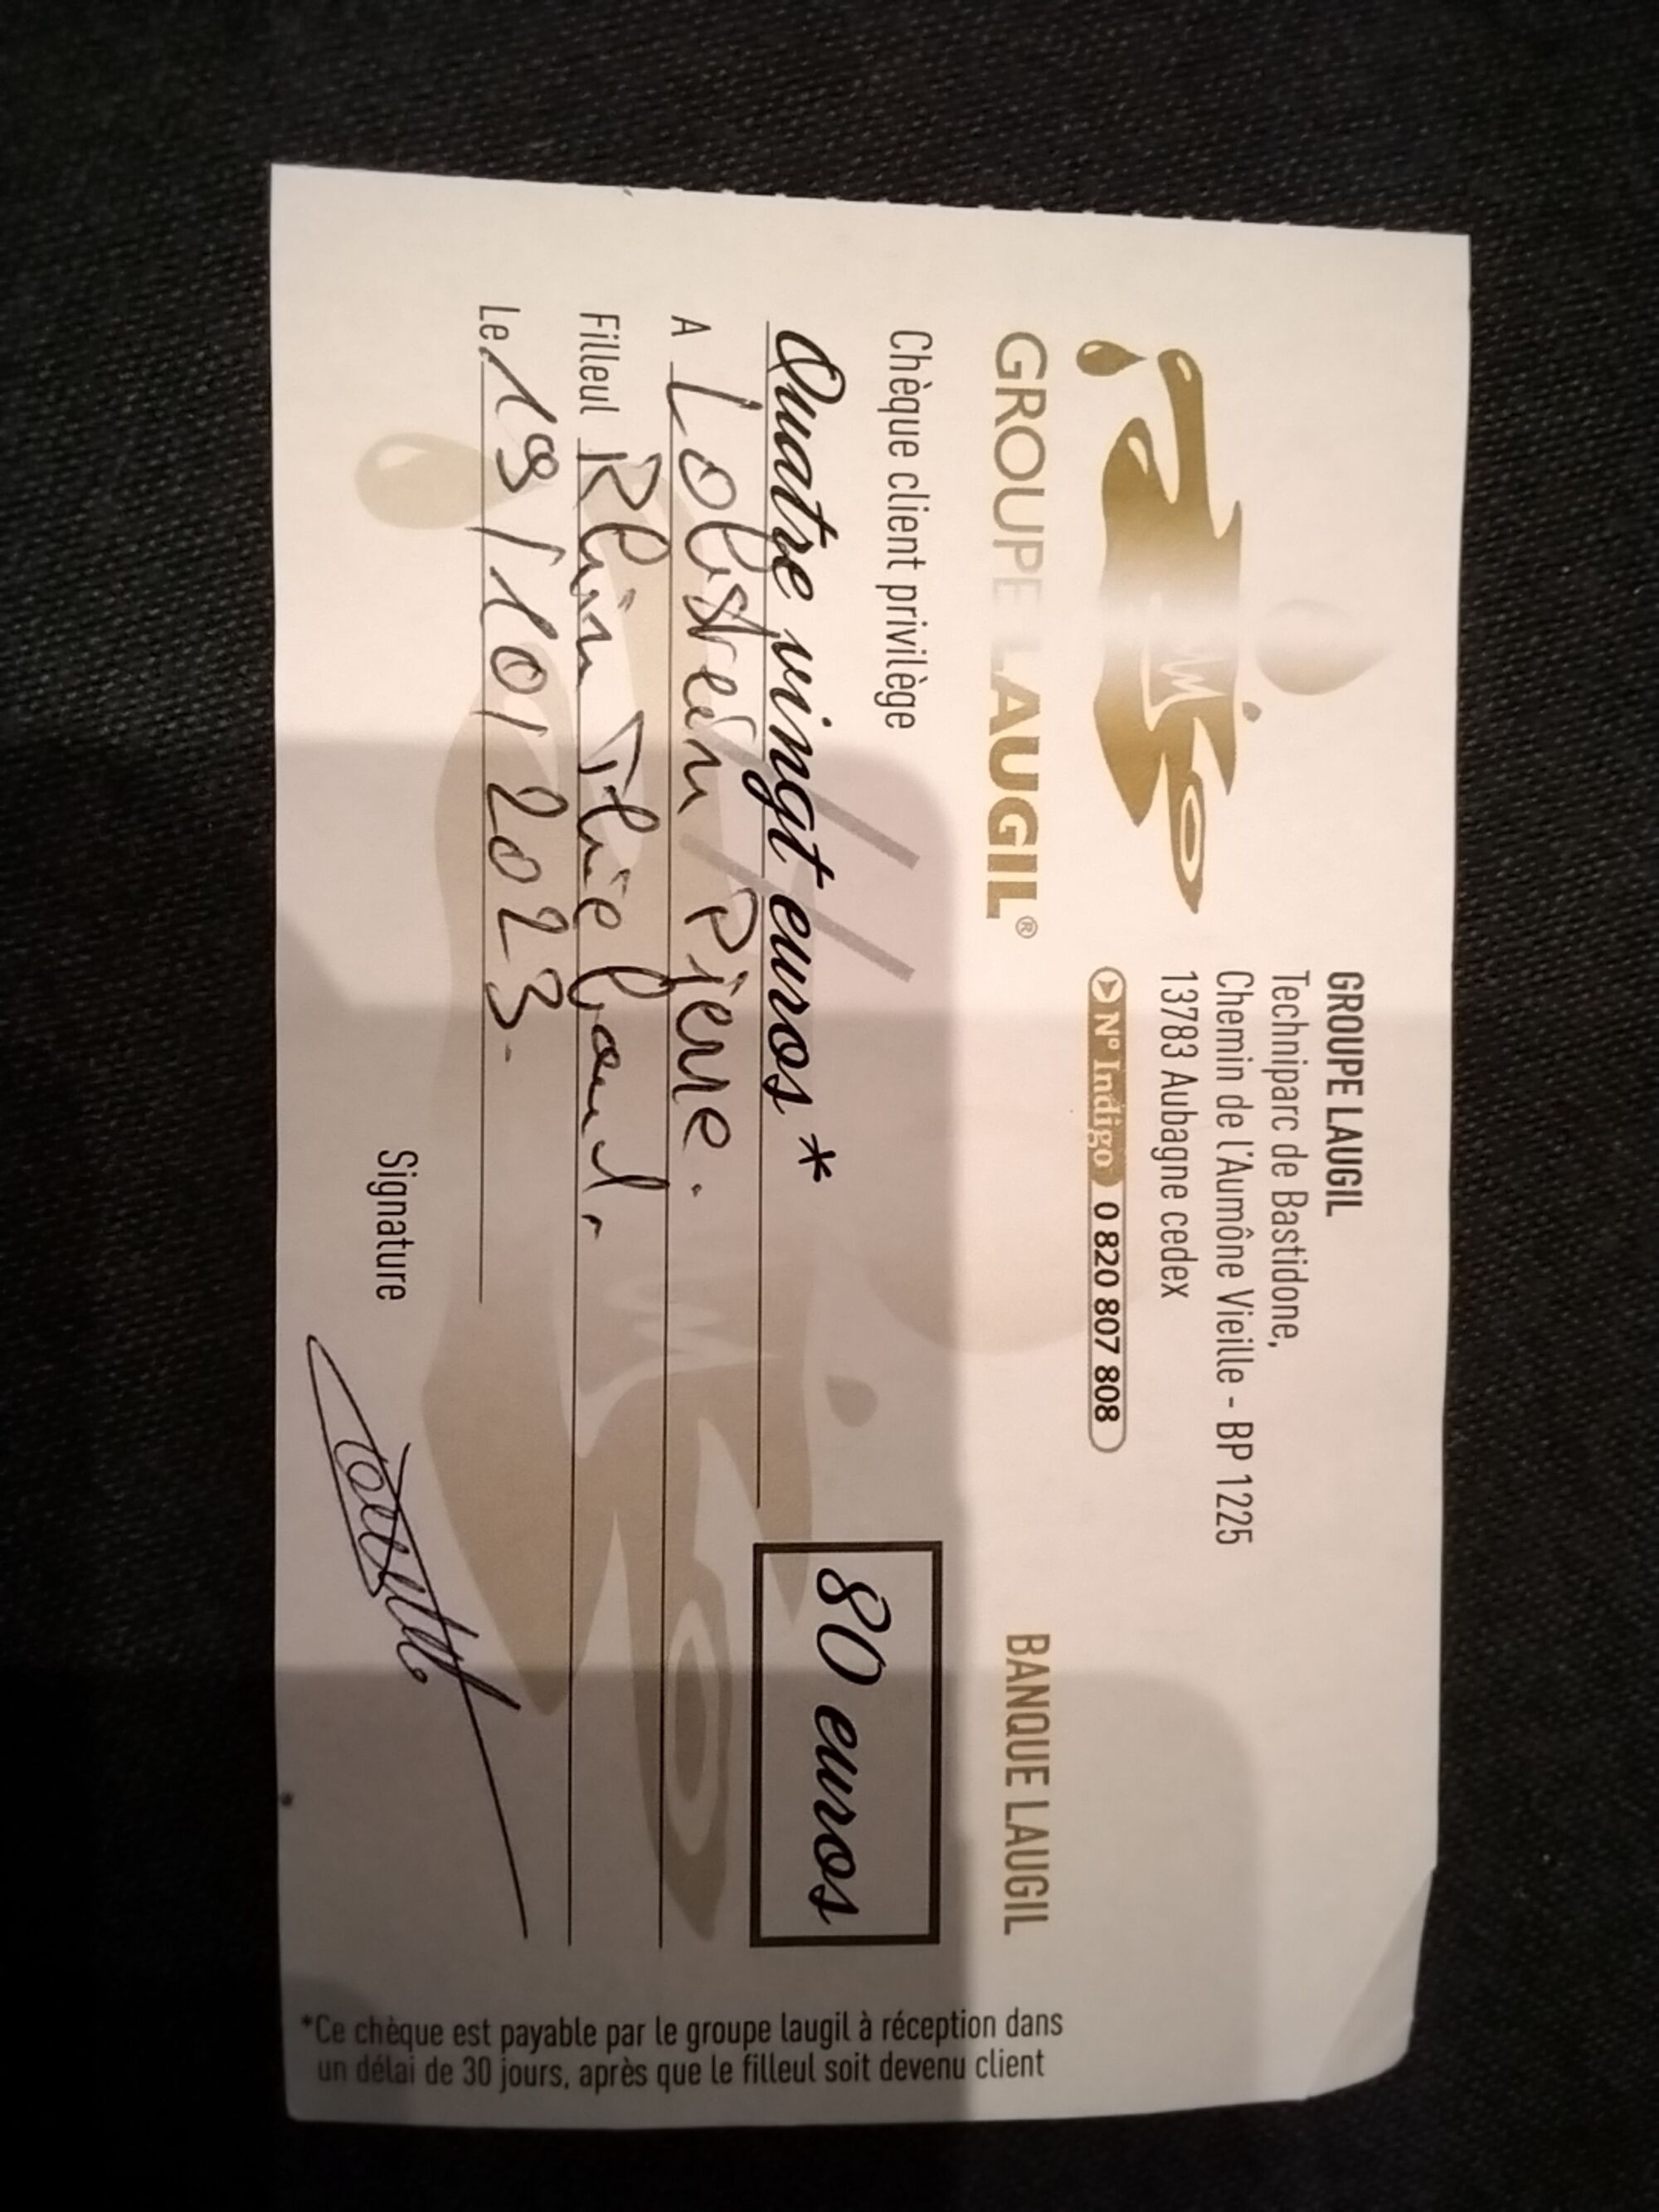 GROUPE LAUGIL®
GROUPE LAUGIL
Techniparc de Bastidone,
Chemin de l'Aumône Vieille - BP 1225
13783 Aubagne cedex
N° Indigo 0 820 807 808
BANQUE LAUGIL
Chèque client privilège
Quatre vingt euros*
80 euros
A Pierre.
Filleul
Le 19/10/2023.
Signature
*Ce chèque est payable par le groupe laugil à réception dans
un délai de 30 jours, après que le filleul soit devenu client